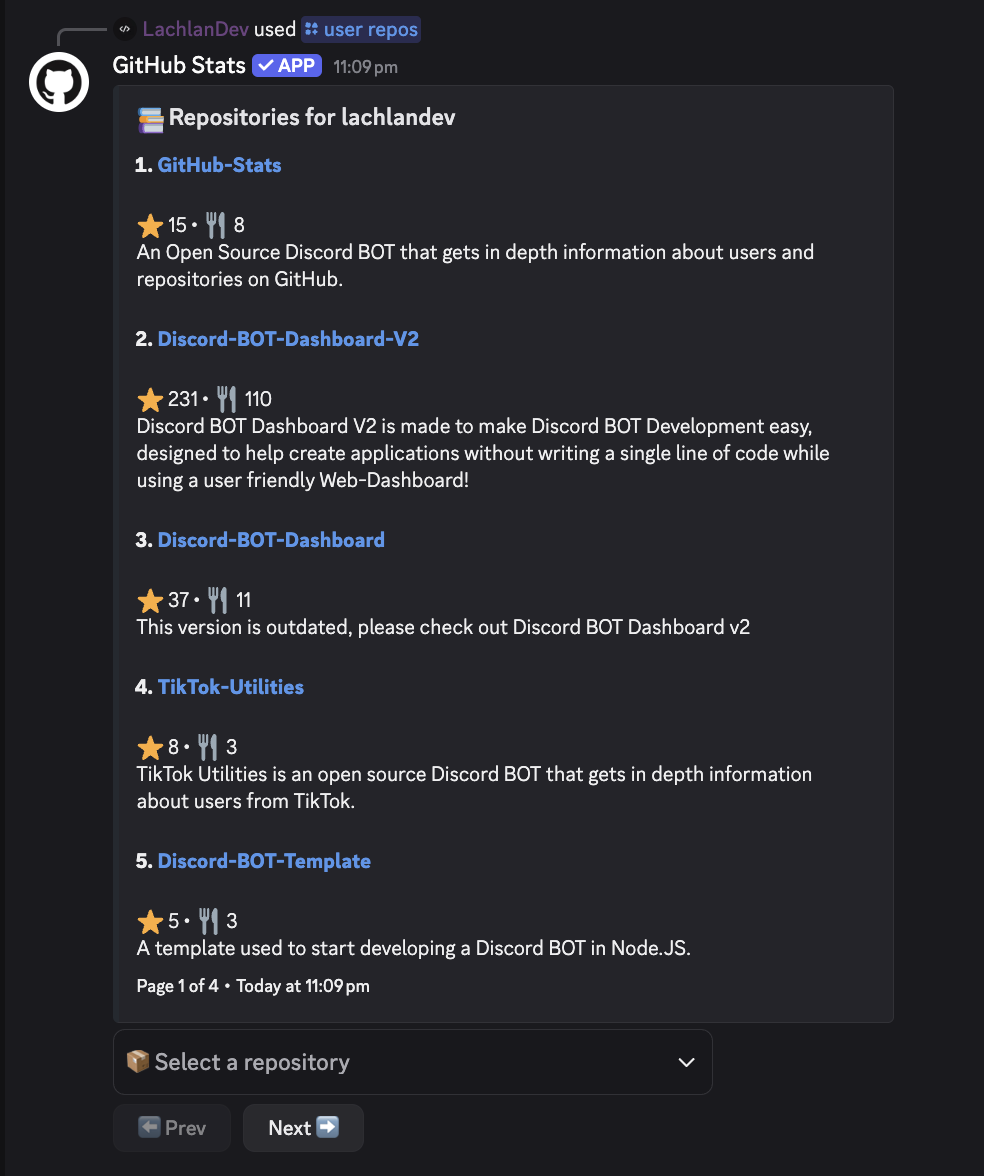 LachlanDev used user repos
GitHub Stats APP 11:09 pm
Repositories for lachlandev
1. GitHub-Stats
15 • 8
An Open Source Discord BOT that gets in depth information about users and
repositories on GitHub.
2. Discord-BOT-Dashboard-V2
231 • 110
Discord BOT Dashboard V2 is made to make Discord BOT Development easy,
designed to help create applications without writing a single line of code while
using a user friendly Web-Dashboard!
3. Discord-BOT-Dashboard
37 • 11
This version is outdated, please check out Discord BOT Dashboard v2
4. TikTok-Utilities
8 • 3
TikTok Utilities is an open source Discord BOT that gets in depth information
about users from TikTok.
5. Discord-BOT-Template
5 • 3
A template used to start developing a Discord BOT in Node.JS.
Page 1 of 4 • Today at 11:09 pm
Select a repository
Prev Next